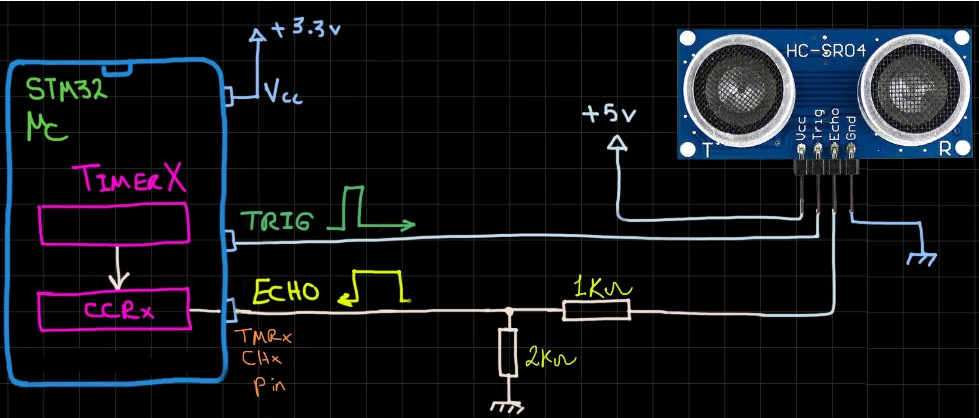 +3.3v
HC-SR04
STM32
Vcc
μC
+5v
Vcc
Trig
Echo
Gnd
T
R
TIMERX
TRIG
ECHO
1KΩ
CCRx
TMRx
CHx
Pin
2KΩ